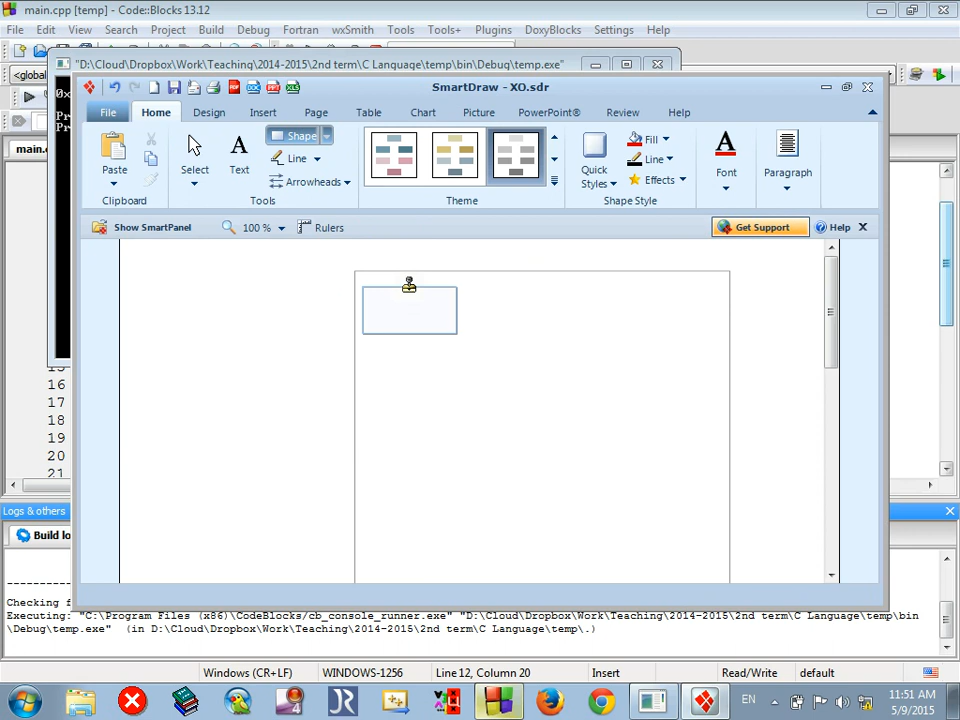 main.cpp [temp] - Code::Blocks 13.12
File Edit View Search Project Build Debug Fortran wxSmith Tools Tools+ Plugins DoxyBlocks Settings Help
"D:\Cloud\Dropbox\Work\Teaching\2014-2015\2nd term\C Language\temp\bin\Debug\temp.exe"
<global
SmartDraw - XO.sdr
File Home Design Insert Page Table Chart Picture PowerPoint® Review Help
Paste
Select
Text
Shape
Line
Arrowheads
Quick
Styles
Fill
Line
Effects
Font
Paragraph
Clipboard Tools Theme Shape Style
Show SmartPanel 100 % Rulers Get Support Help
0x
Pr
Pr
main.c
16
17
18
19
20
21
Logs & others
Build lo
Checking f
Executing: "C:\Program Files (x86)\CodeBlocks/cb_console_runner.exe" "D:\Cloud\Dropbox\Work\Teaching\2014-2015\2nd term\C Language\temp\bin
\Debug\temp.exe"  (in D:\Cloud\Dropbox\Work\Teaching\2014-2015\2nd term\C Language\temp\.)
Windows (CR+LF) WINDOWS-1256 Line 12, Column 20 Insert Read/Write default
EN
11:51 AM
5/9/2015